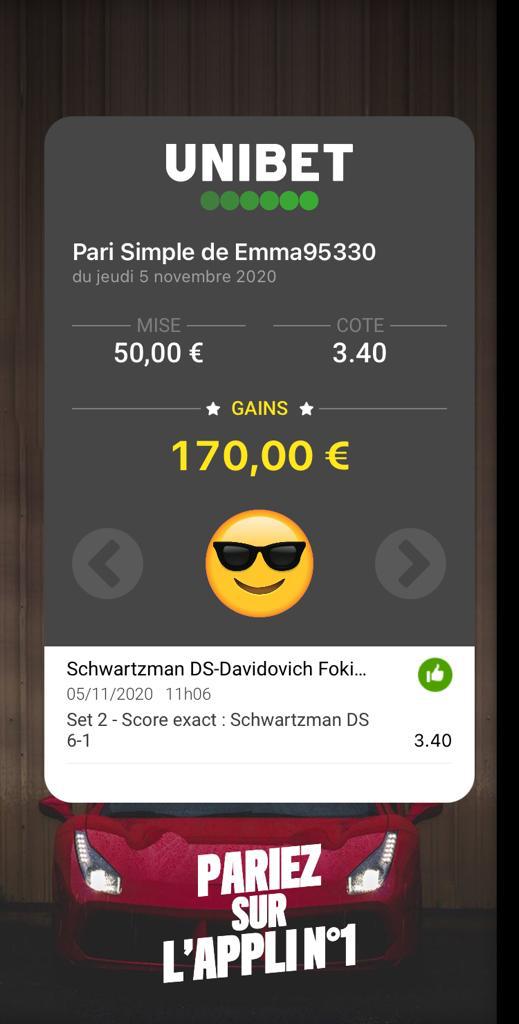 UNIBET
Pari Simple de Emma95330
du jeudi 5 novembre 2020
MISE
50,00 €
COTE
3.40
GAINS
170,00 €
Schwartzman DS-Davidovich Foki...
05/11/2020 11h06
Set 2 - Score exact : Schwartzman DS
6-1
3.40
PARIEZ
SUR
L'APPLI N°1